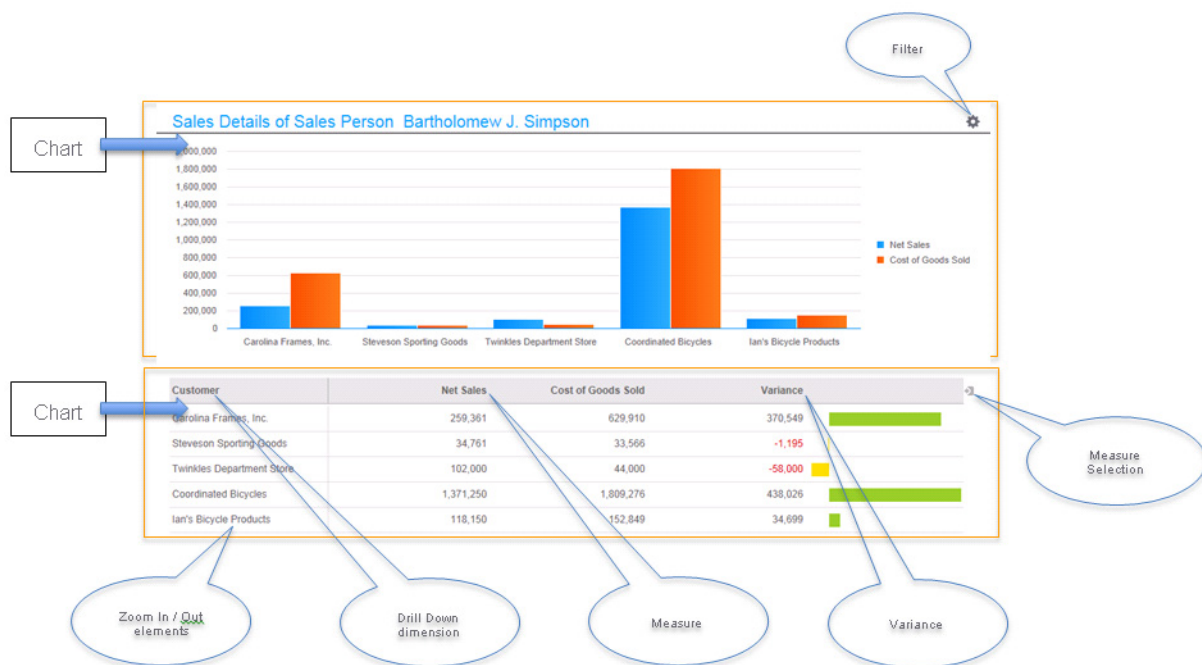 Filter
Sales Details of Sales Person Bartholomew J. Simpson
Chart
,000,000
1,800,000
1,600,000
1,400,000
1,200,000
1,000,000
800,000
600,000
400,000
200,000
0
Net Sales
Cost of Goods Sold
Carolina Frames, Inc.
Steveson Sporting Goods
Twinkles Department Store
Coordinated Bicycles
Ian's Bicycle Products
Chart
Customer Net Sales Cost of Goods Sold Variance
Carolina Frames, Inc. 259,361 629,910 370,549
Steveson Sporting Goods 34,761 33,566 -1,195
Twinkles Department Store 102,000 44,000 -58,000
Coordinated Bicycles 1,371,250 1,809,276 438,026
Ian's Bicycle Products 118,150 152,849 34,699
Measure
Selection
Zoom In / Out
elements
Drill Down
dimension
Measure
Variance